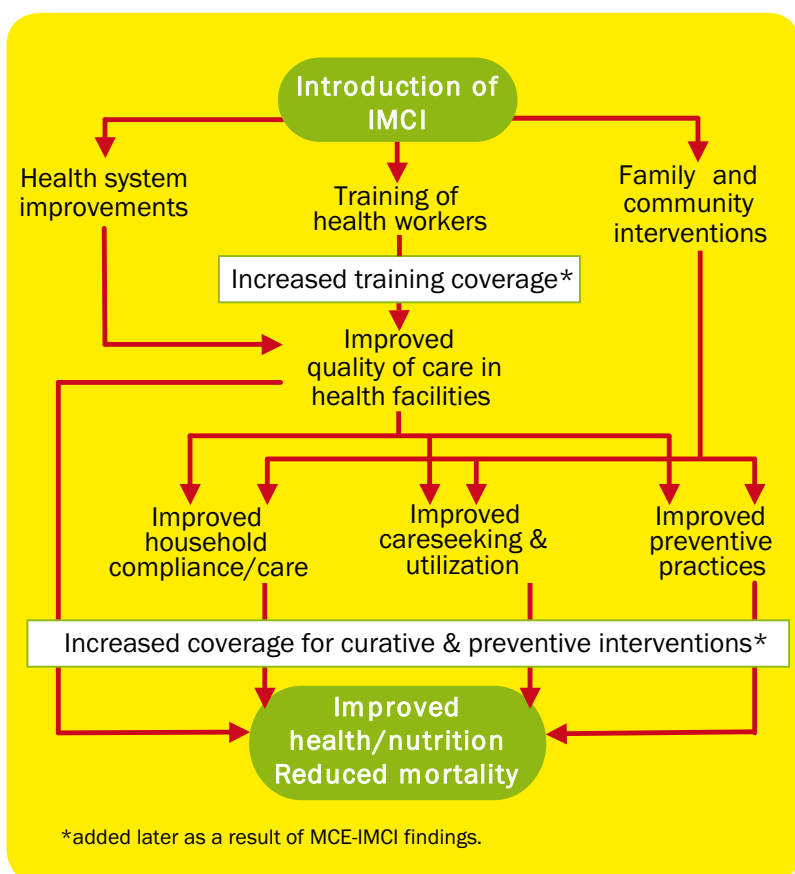 Introduction of
IMCI
Health system
improvements
Training of
health workers
Family and
community
interventions
Increased training coverage*
Improved
quality of care in
health facilities
Improved
household
compliance/care
Improved
careseeking &
utilization
Improved
preventive
practices
Increased coverage for curative & preventive interventions*
Improved
health/nutrition
Reduced mortality
*added later as a result of MCE-IMCI findings.